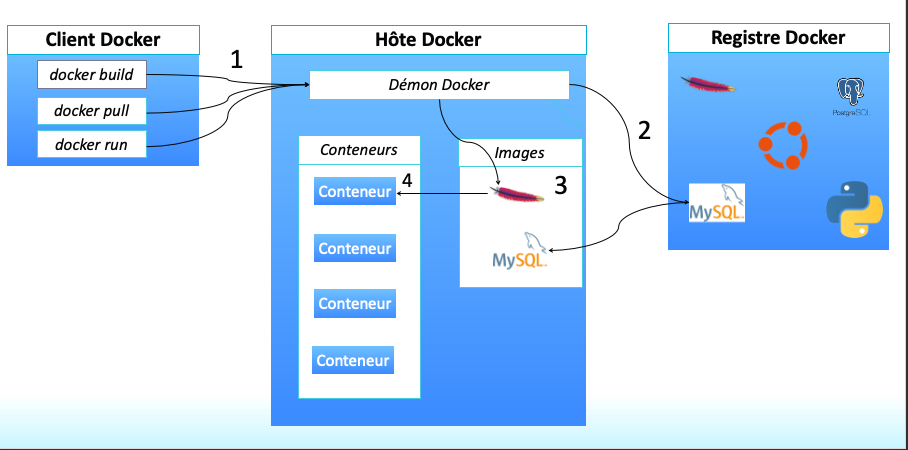 Client Docker
docker build
docker pull
docker run
1
Hôte Docker
Démon Docker
Conteneurs
Conteneur
Conteneur
Conteneur
Conteneur
4
Images
3
MySQL
2
Registre Docker
PostgreSQL
MySQL